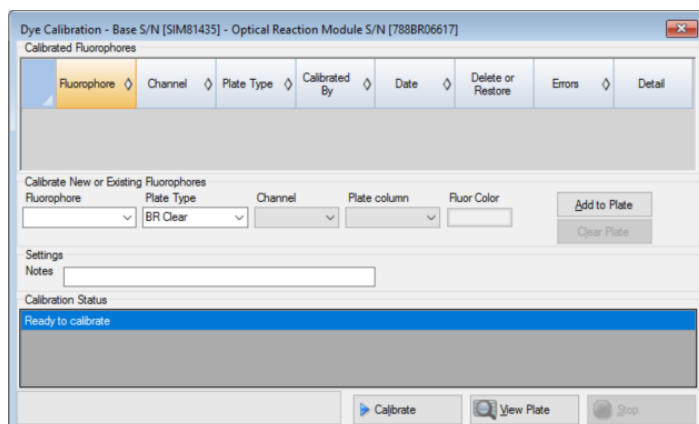 Dye Calibration - Base S/N [SIM81435] - Optical Reaction Module S/N [788BR06617]
Calibrated Fluorophores
Fluorophore Channel Plate Type Calibrated By Date Delete or Restore Errors Detail
Calibrate New or Existing Fluorophores
Fluorophore Plate Type Channel Plate column Fluor Color
BR Clear
Add to Plate
Clear Plate
Settings
Notes
Calibration Status
Ready to calibrate
Calibrate View Plate Stop